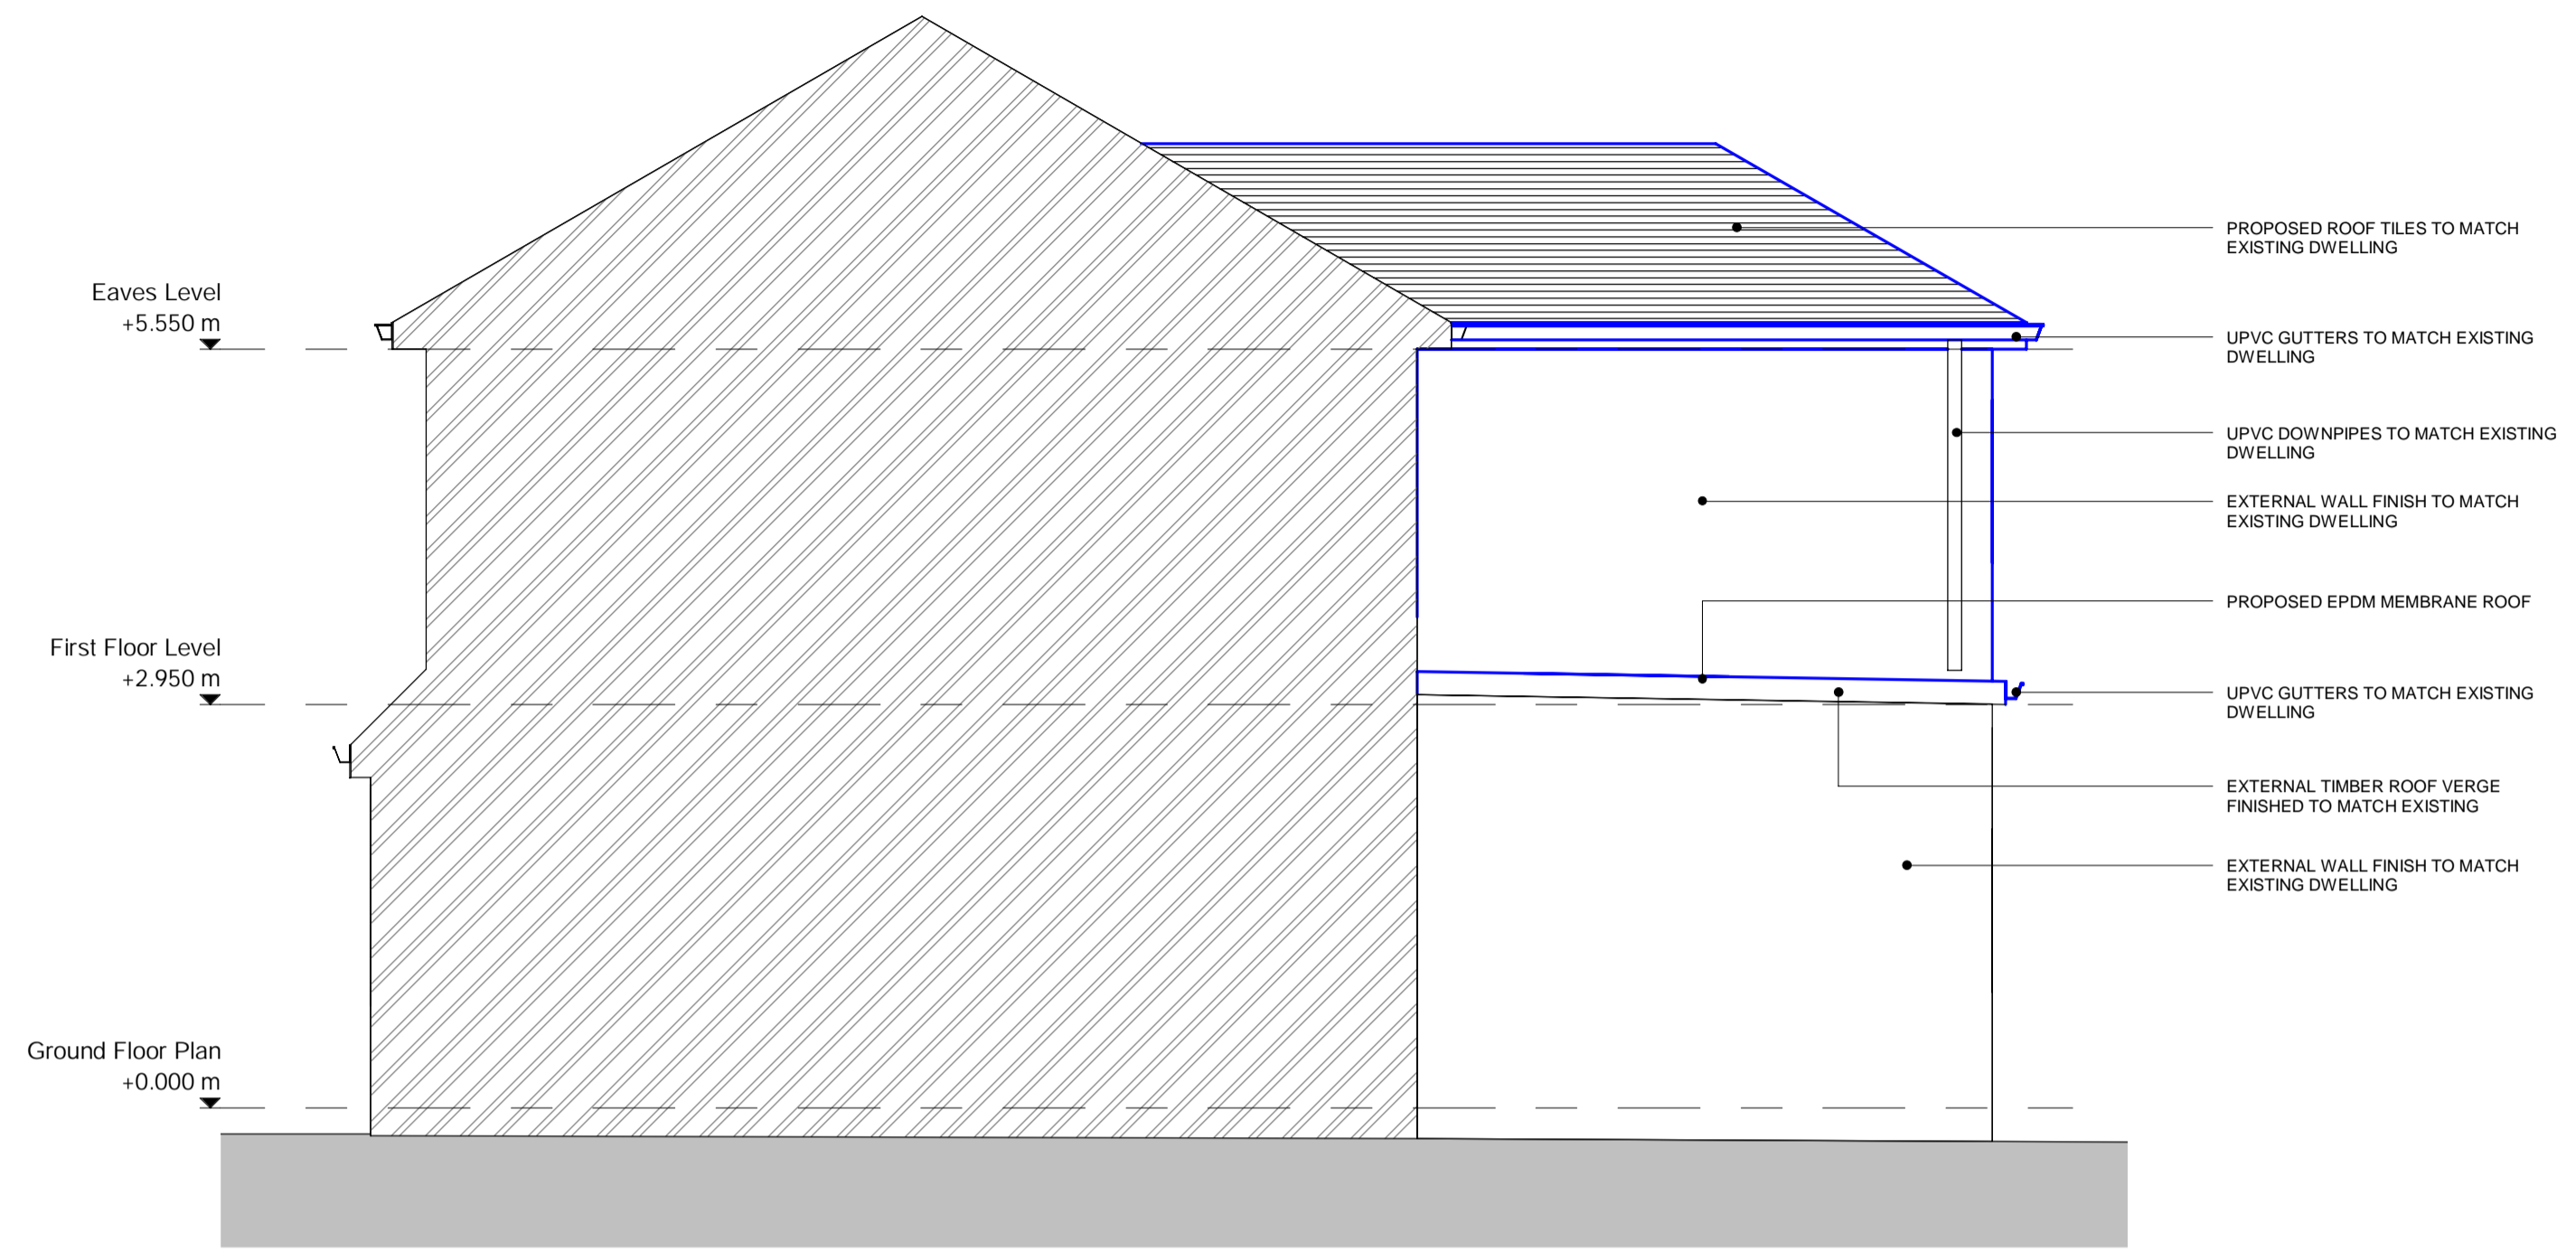 Eaves Level
+5.550 m
First Floor Level
+2.950 m
Ground Floor Plan
+0.000 m
PROPOSED ROOF TILES TO MATCH
EXISTING DWELLING
UPVC GUTTERS TO MATCH EXISTING
DWELLING
UPVC DOWNPIPES TO MATCH EXISTING
DWELLING
EXTERNAL WALL FINISH TO MATCH
EXISTING DWELLING
PROPOSED EPDM MEMBRANE ROOF
UPVC GUTTERS TO MATCH EXISTING
DWELLING
EXTERNAL TIMBER ROOF VERGE
FINISHED TO MATCH EXISTING
EXTERNAL WALL FINISH TO MATCH
EXISTING DWELLING